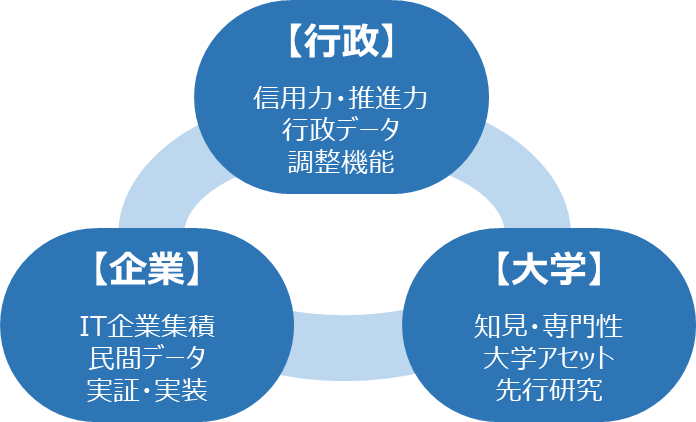 【行政】
信用力・推進力
行政データ
調整機能
【企業】
IT企業集積
民間データ
実証・実装
【大学】
知見・専門性
大学アセット
先行研究